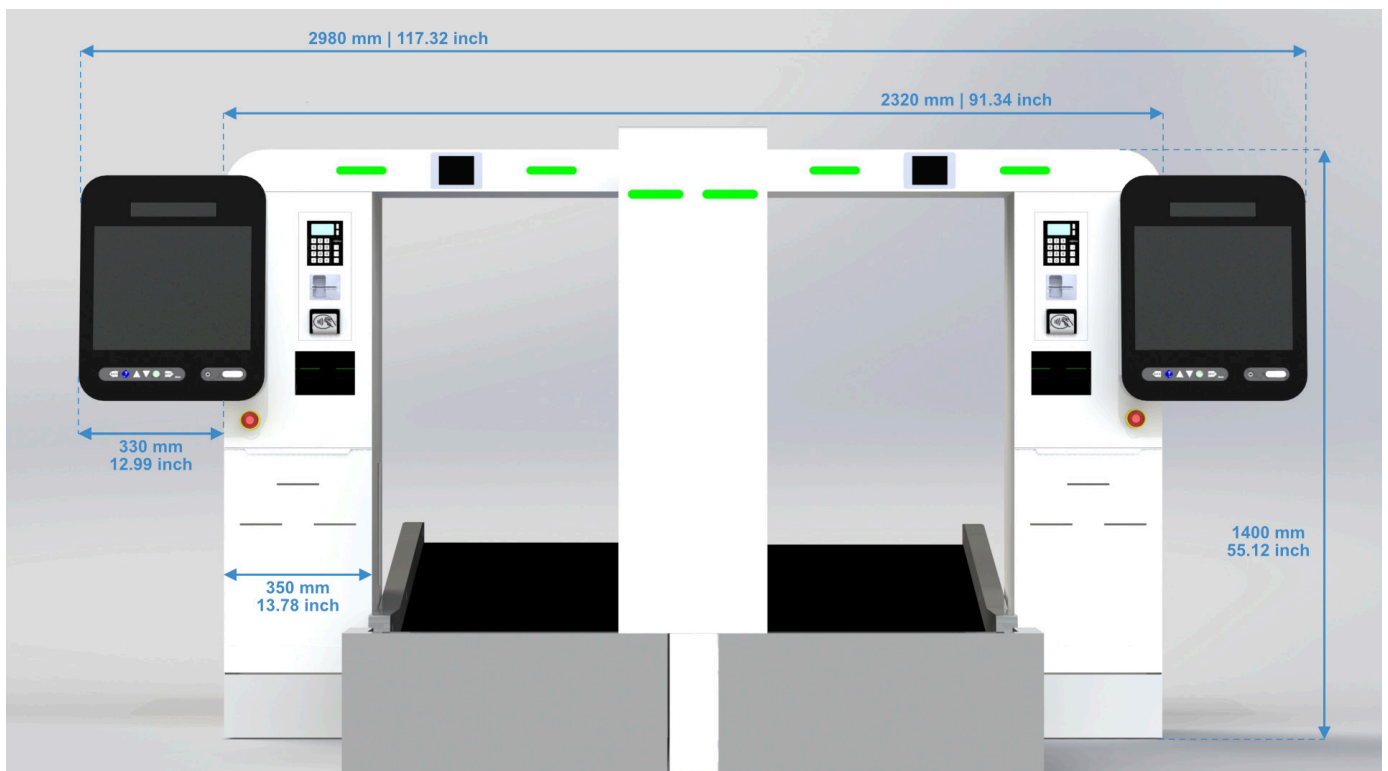 2980 mm | 117.32 inch
2320 mm | 91.34 inch
330 mm
12.99 inch
1400 mm
55.12 inch
350 mm
13.78 inch